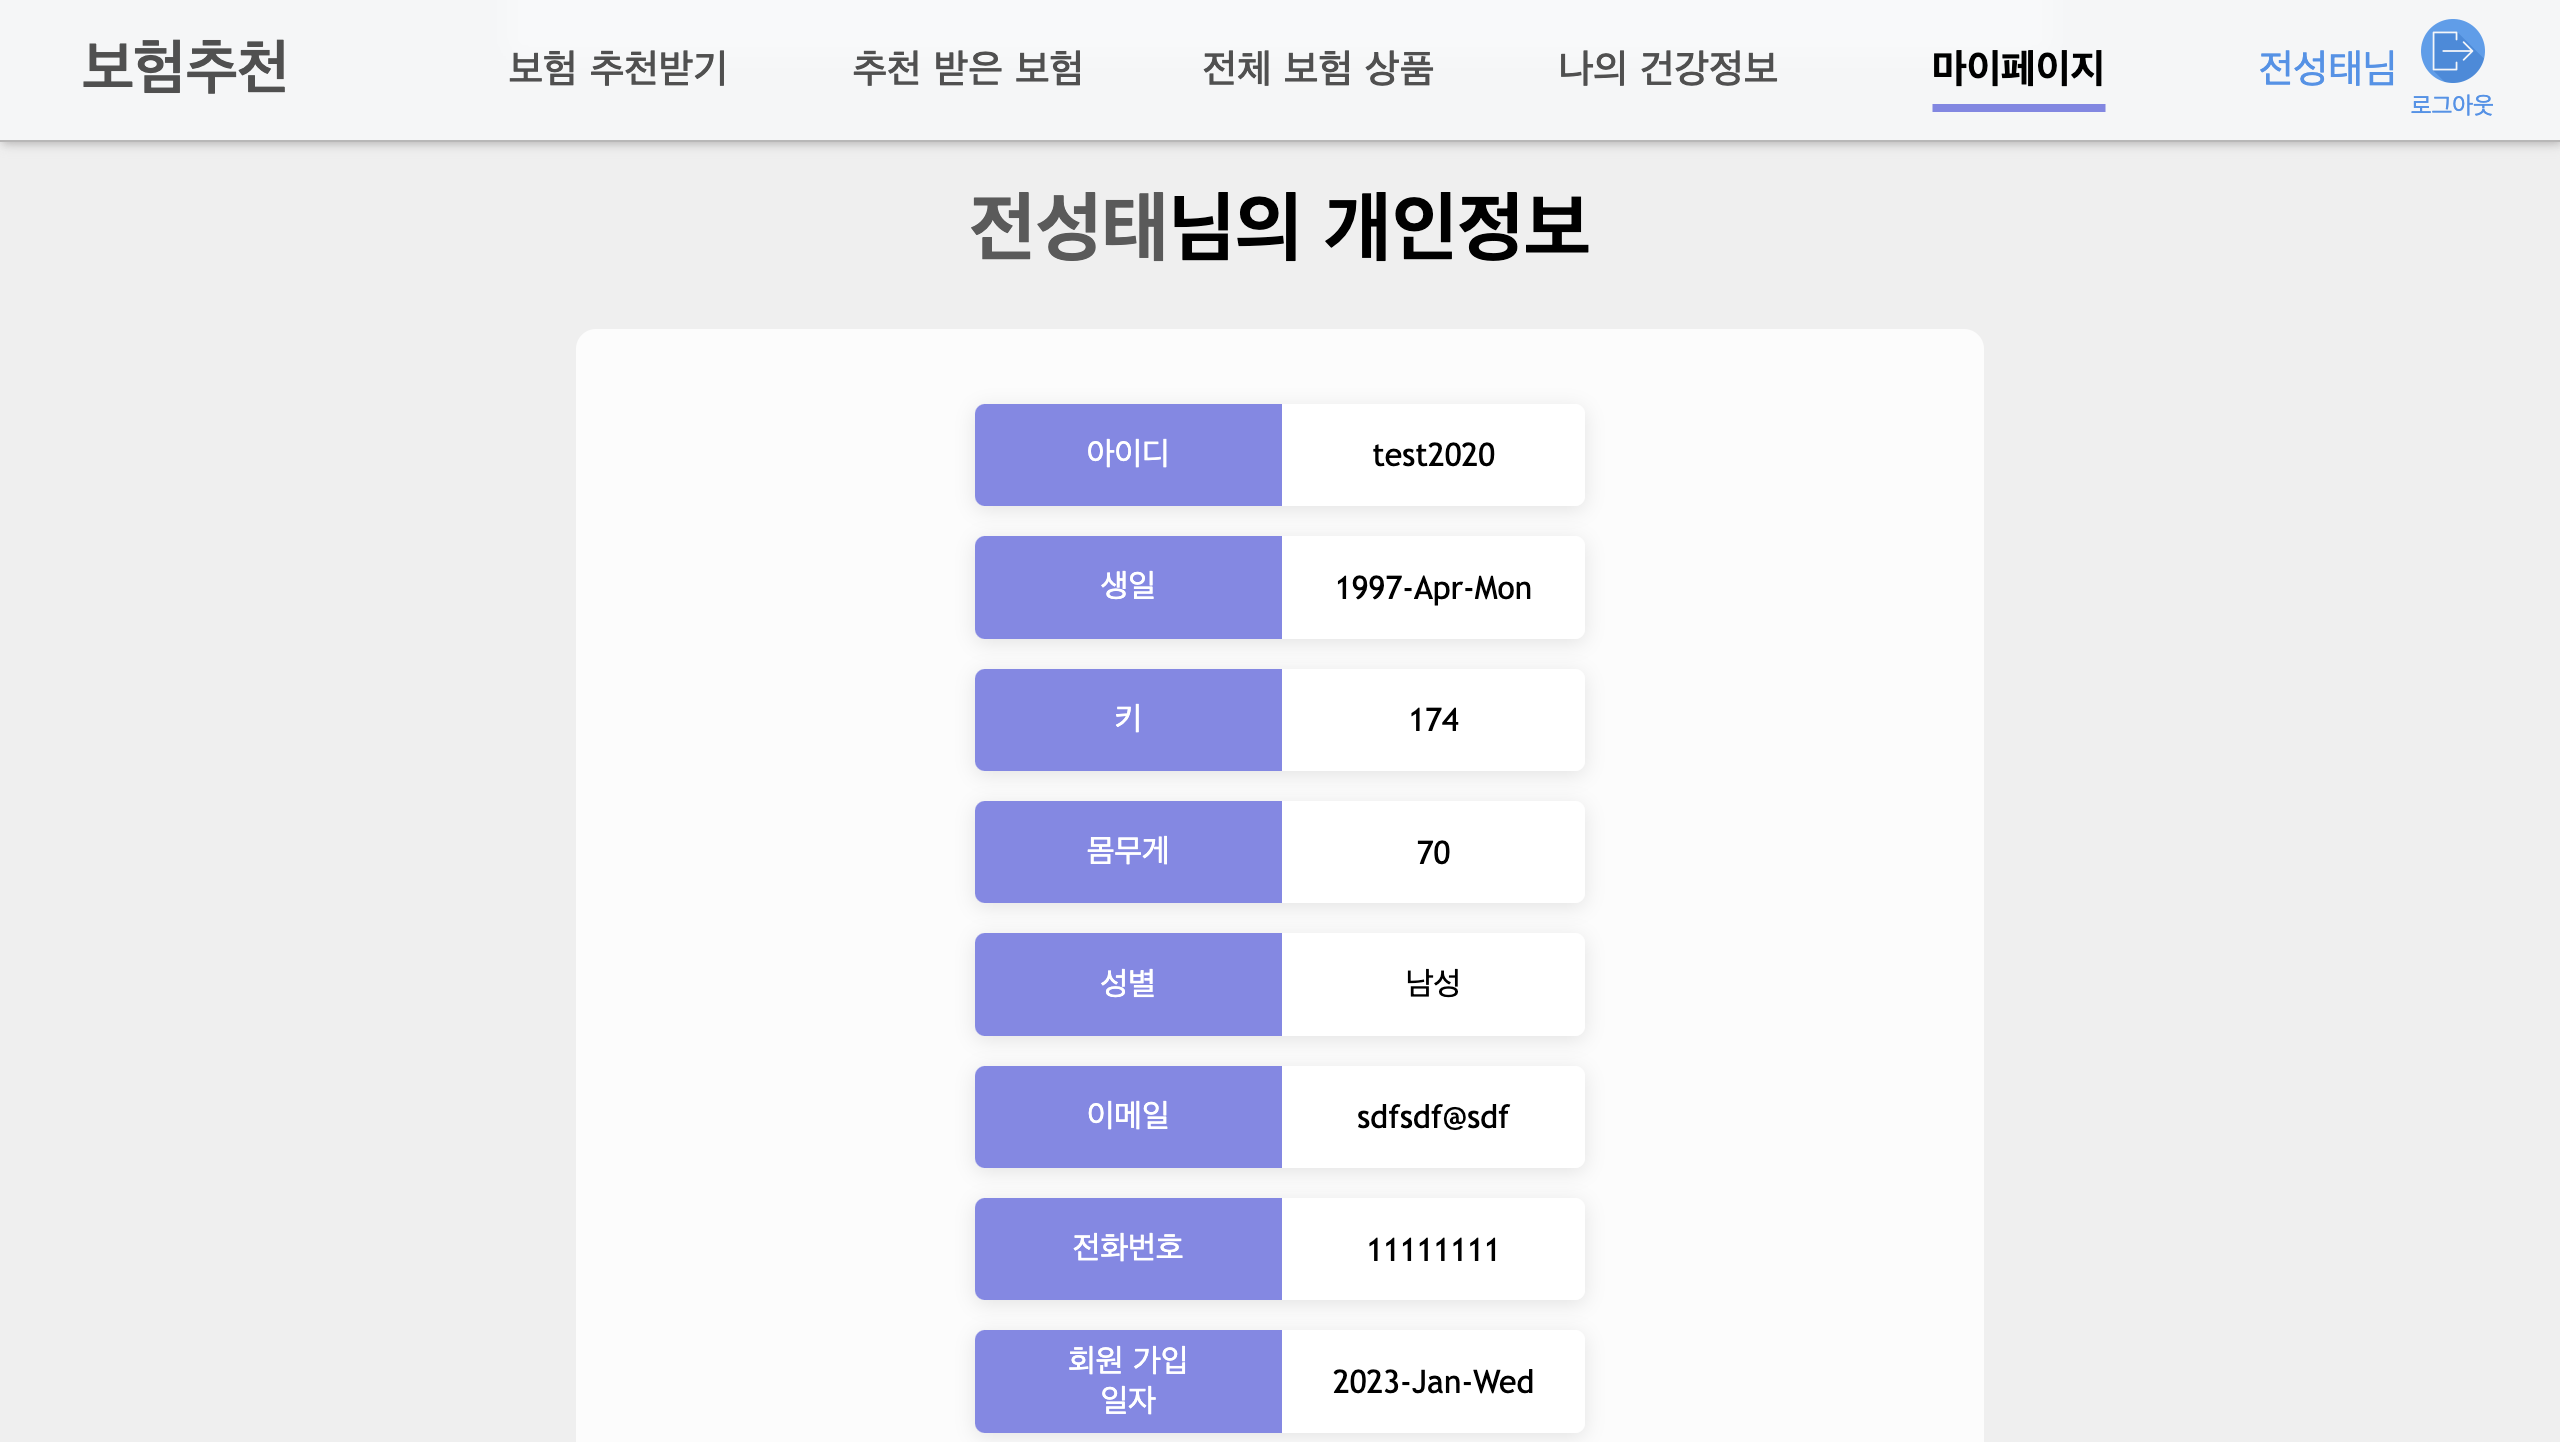 보험추천
보험 추천받기
추천 받은 보험
전체 보험 상품
나의 건강정보
마이페이지
전성태님
로그아웃
전성태님의 개인정보
아이디 test2020
생일 1997-Apr-Mon
키 174
몸무게 70
성별 남성
이메일 sdfsdf@sdf
전화번호 11111111
회원 가입
일자 2023-Jan-Wed